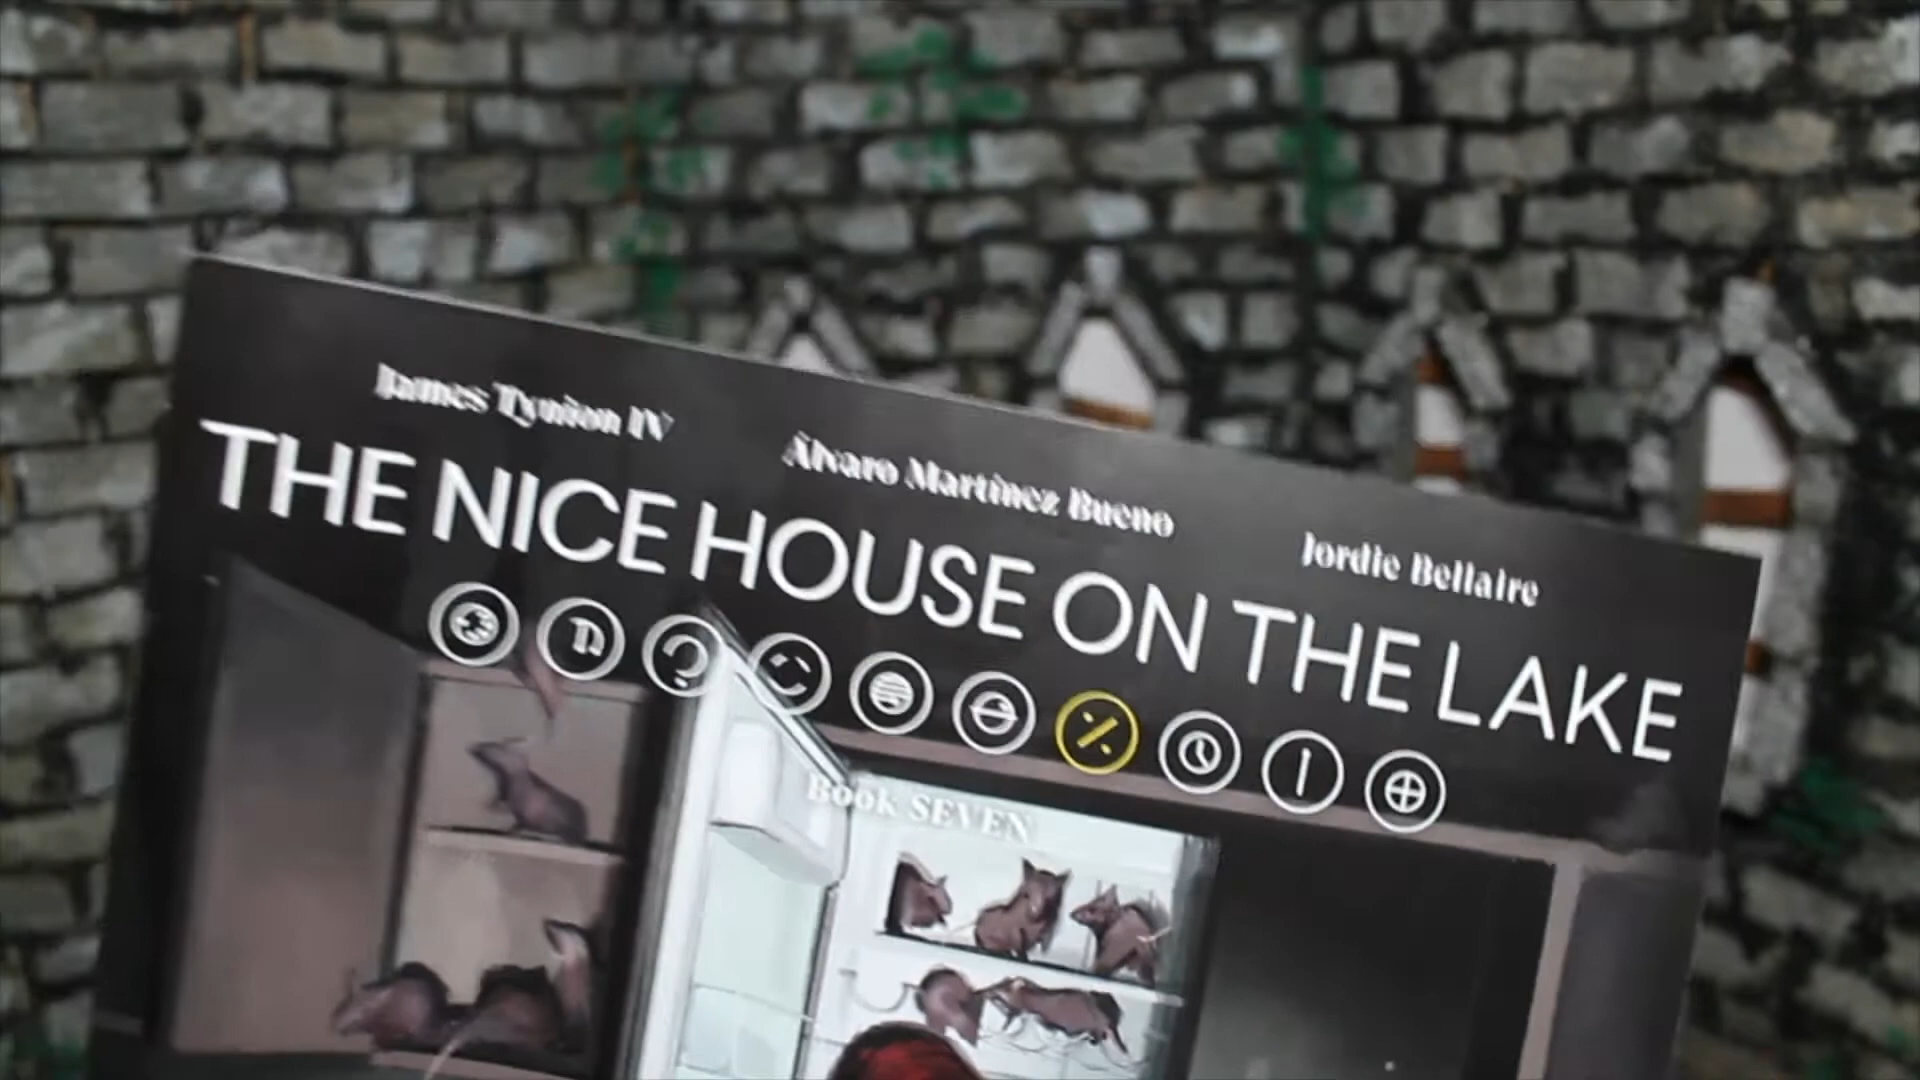 James Tynion IV
Álvaro Martínez Bueno
Jordie Bellaire
THE NICE HOUSE ON THE LAKE
Book SEVEN